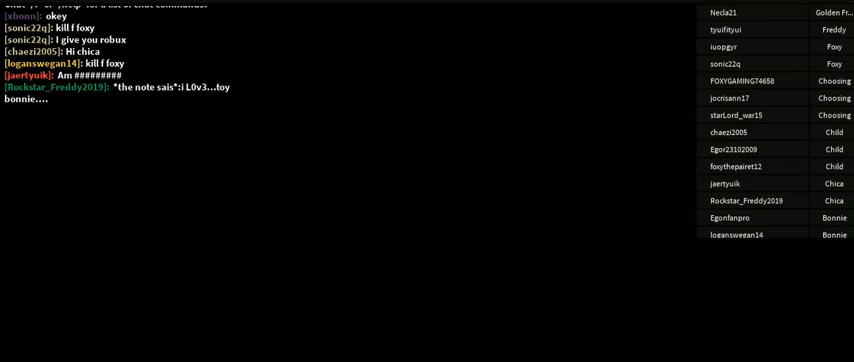 [xbonn]: okey
[sonic22q]: kill f foxy
[sonic22q]: I give you robux
[chaezi2005]: Hi chica
[loganswegan14]: kill f foxy
[jaertyuik]: Am #########
[Rockstar_Freddy2019]: *the note sais*:i L0v3...toy
bonnie....
Necla21 Golden Fr...
tyuifityui Freddy
iuopgyr Foxy
sonic22q Foxy
FOXYGAMING74658 Choosing
jocrisann17 Choosing
starLord_war15 Choosing
chaezi2005 Child
Egor23102009 Child
foxythepairet12 Child
jaertyuik Chica
Rockstar_Freddy2019 Chica
Egonfanpro Bonnie
loganswegan14 Bonnie